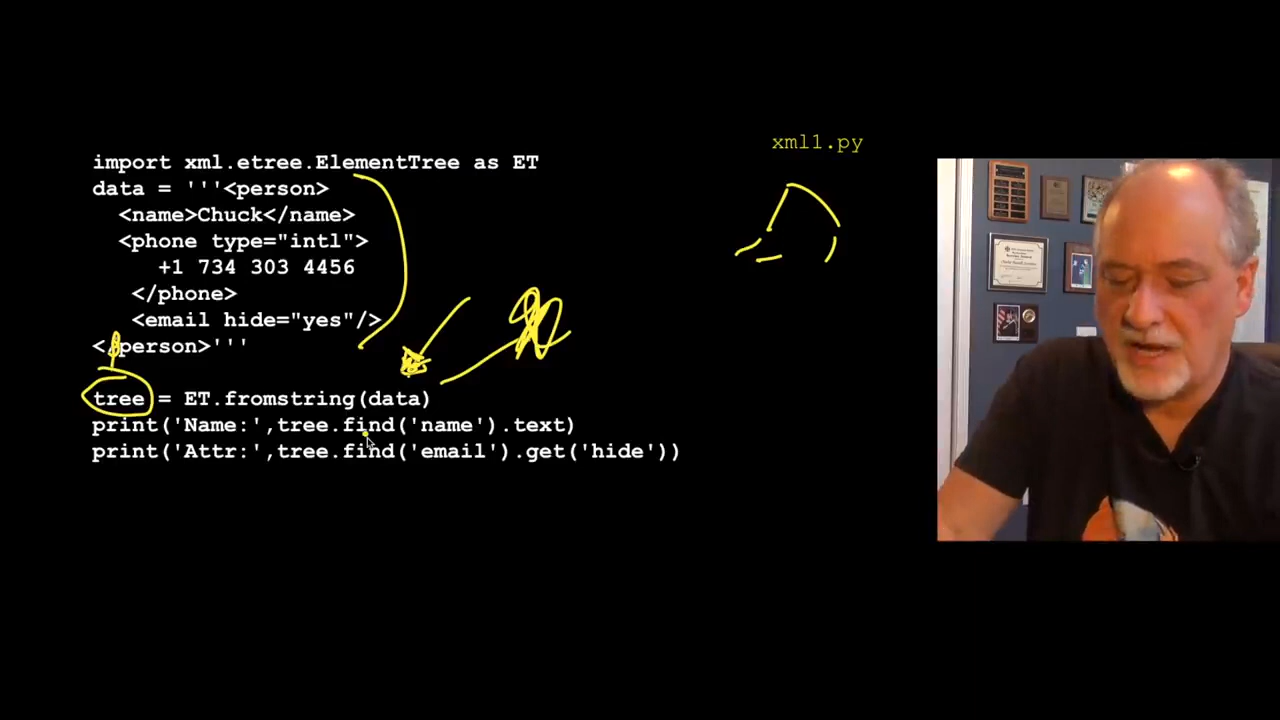 xml1.py
import xml.etree.ElementTree as ET
data = '''<person>
  <name>Chuck</name>
  <phone type="intl">
     +1 734 303 4456
   </phone>
   <email hide="yes"/>
</person>'''
tree = ET.fromstring(data)
print('Name:',tree.find('name').text)
print('Attr:',tree.find('email').get('hide'))